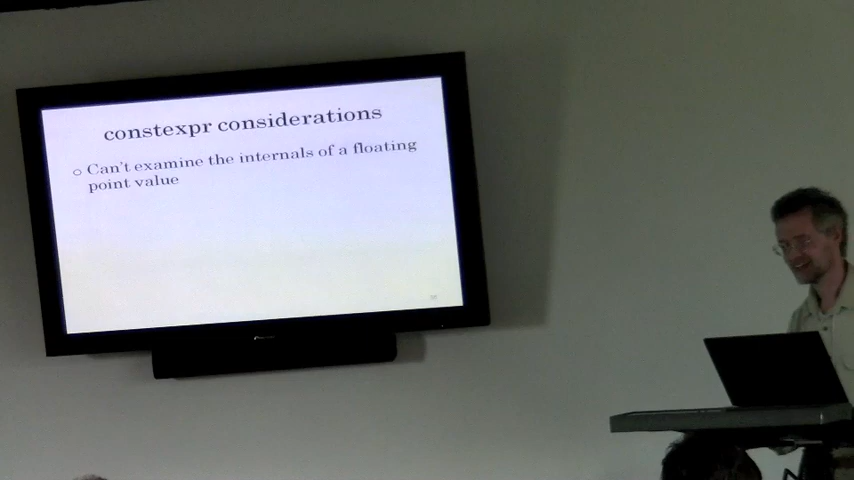 constexpr considerations
Can't examine the internals of a floating
point value